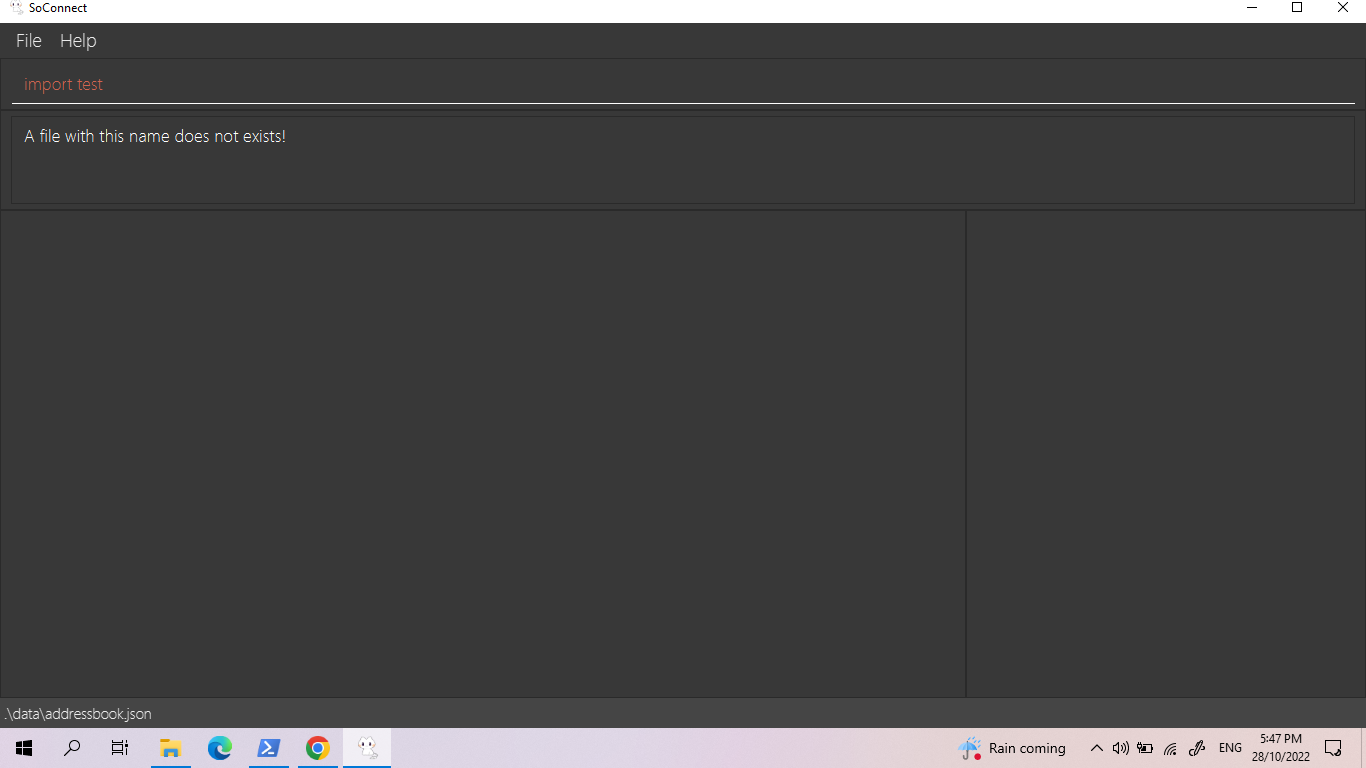 SoConnect
File Help
import test
A file with this name does not exists!
.\data\addressbook.json
Rain coming
ENG
5:47 PM
28/10/2022